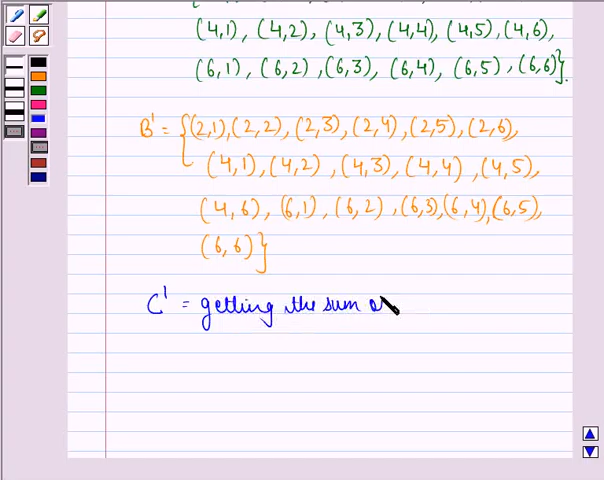 (4,1), (4,2), (4,3), (4,4), (4,5), (4,6),
(6,1), (6,2), (6,3), (6,4), (6,5), (6,6)}.
B' = {(2,1),(2,2), (2,3), (2,4), (2,5), (2,6),
(4,1), (4,2), (4,3), (4,4), (4,5),
(4,6), (6,1), (6,2), (6,3),(6,4),(6,5),
(6,6)}
C' = getting the sum o